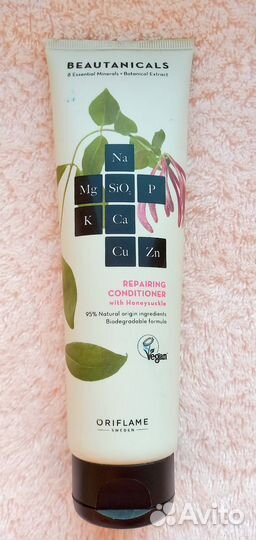 BEAUTANICALS
8 Essential Minerals • Botanical Extract
Na
Mg SiO₂ P
K Ca
Cu Zn
REPAIRING
CONDITIONER
with Honeysuckle
95% Natural origin ingredients
Biodegradable formula
Vegan
ORIFLAME
SWEDEN
Avito